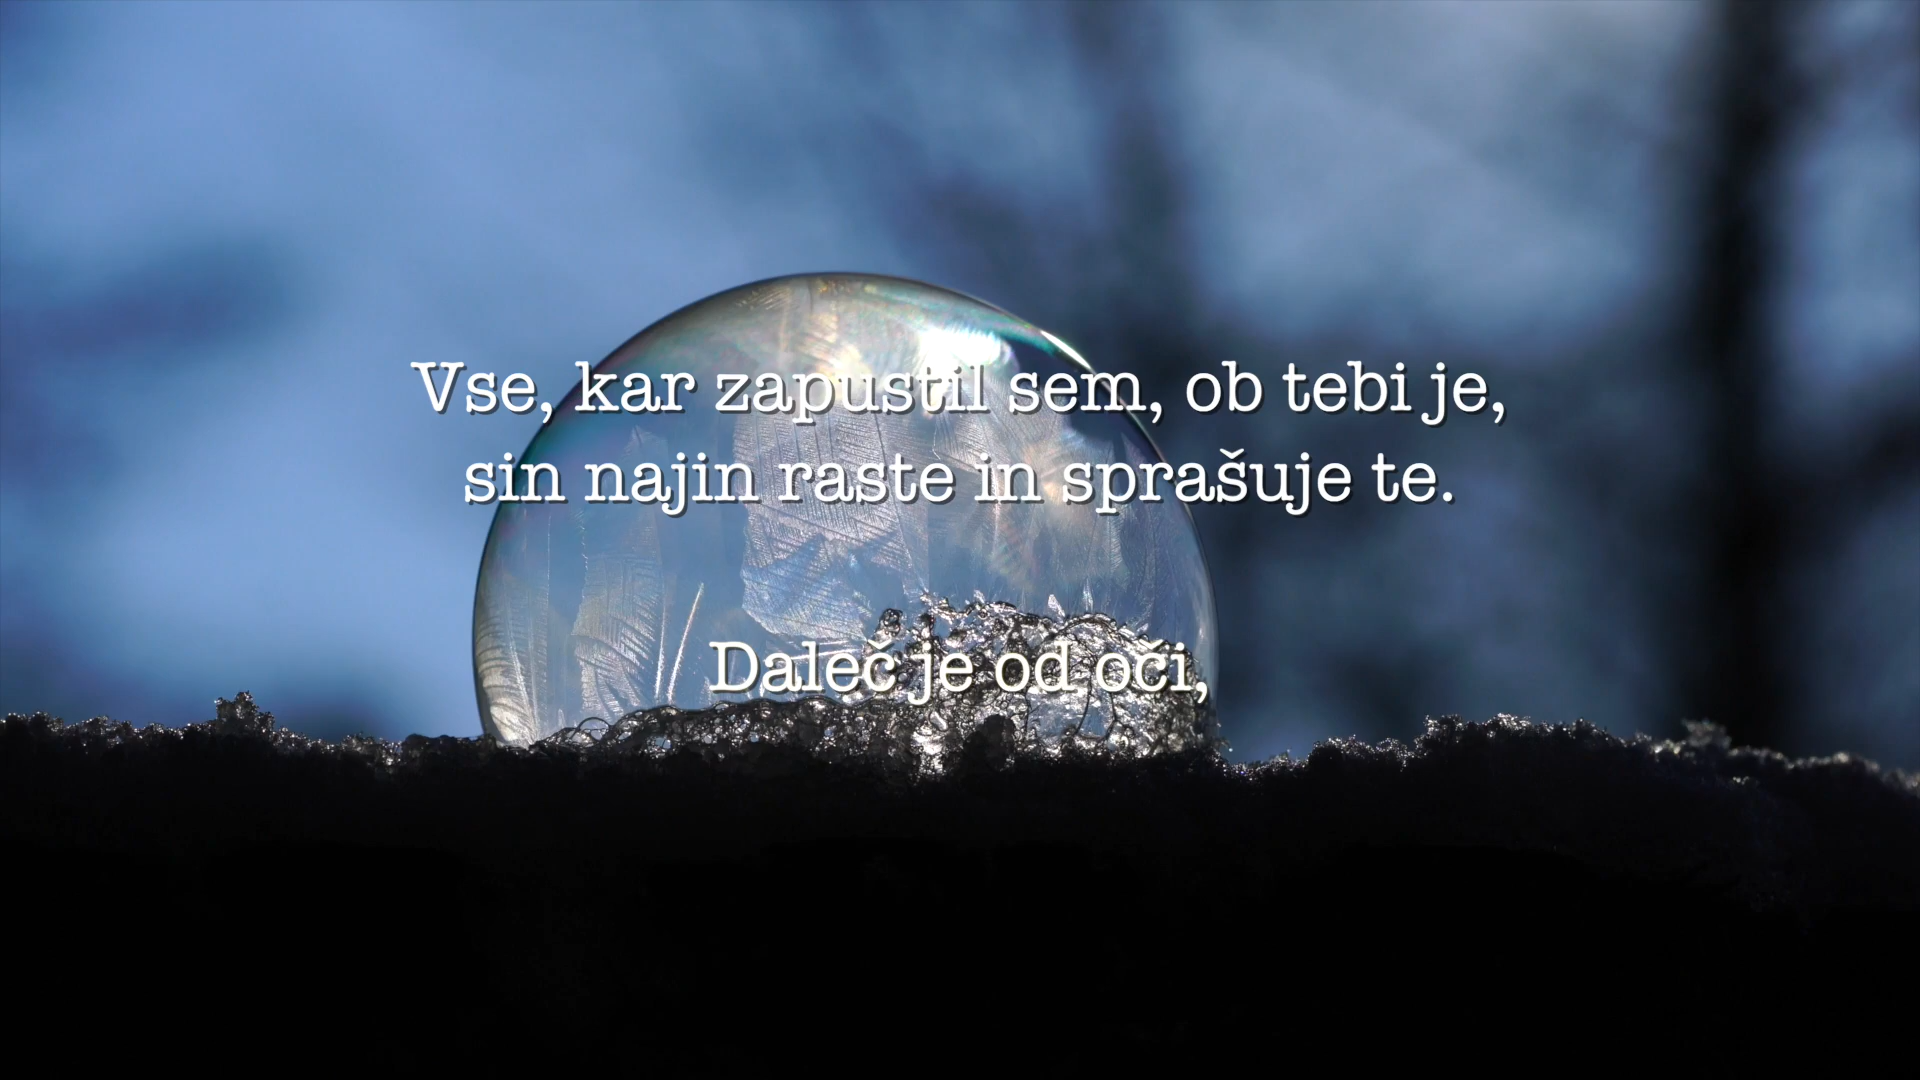 Vse, kar zapustil sem, ob tebi je,
sin najin raste in sprašuje te.
Daleč je od oči,